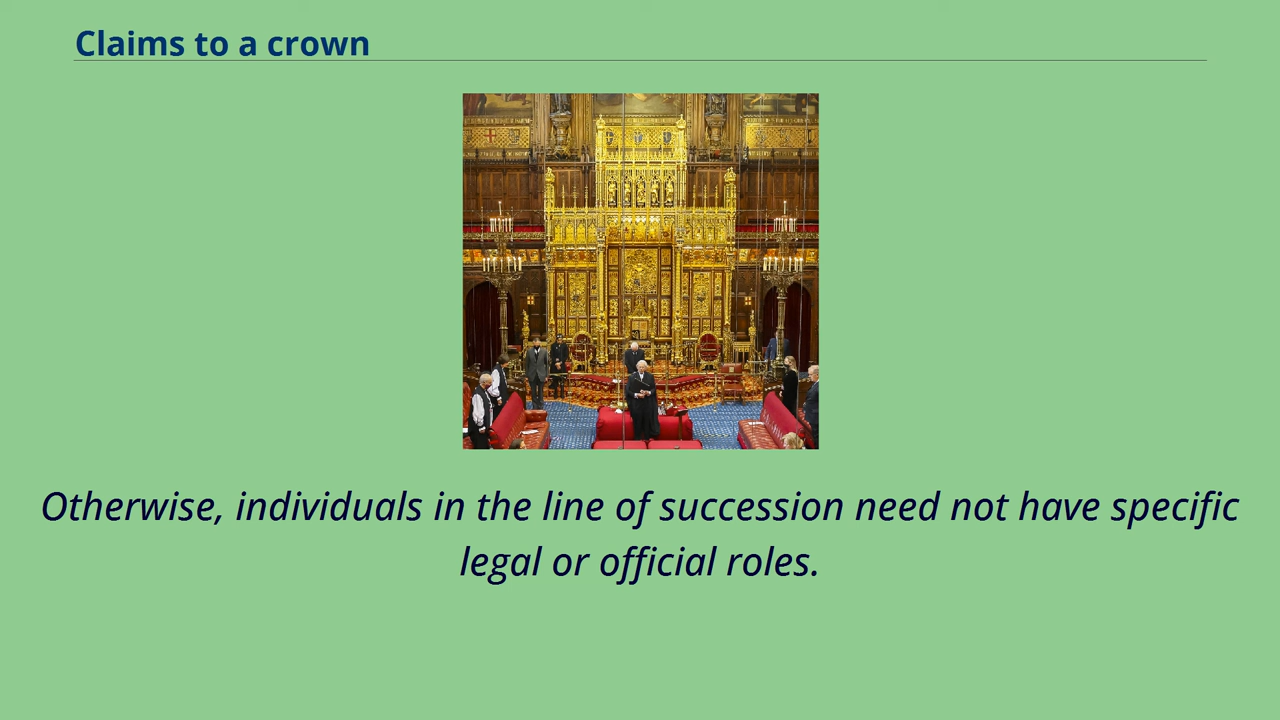 Claims to a crown
Otherwise, individuals in the line of succession need not have specific
legal or official roles.